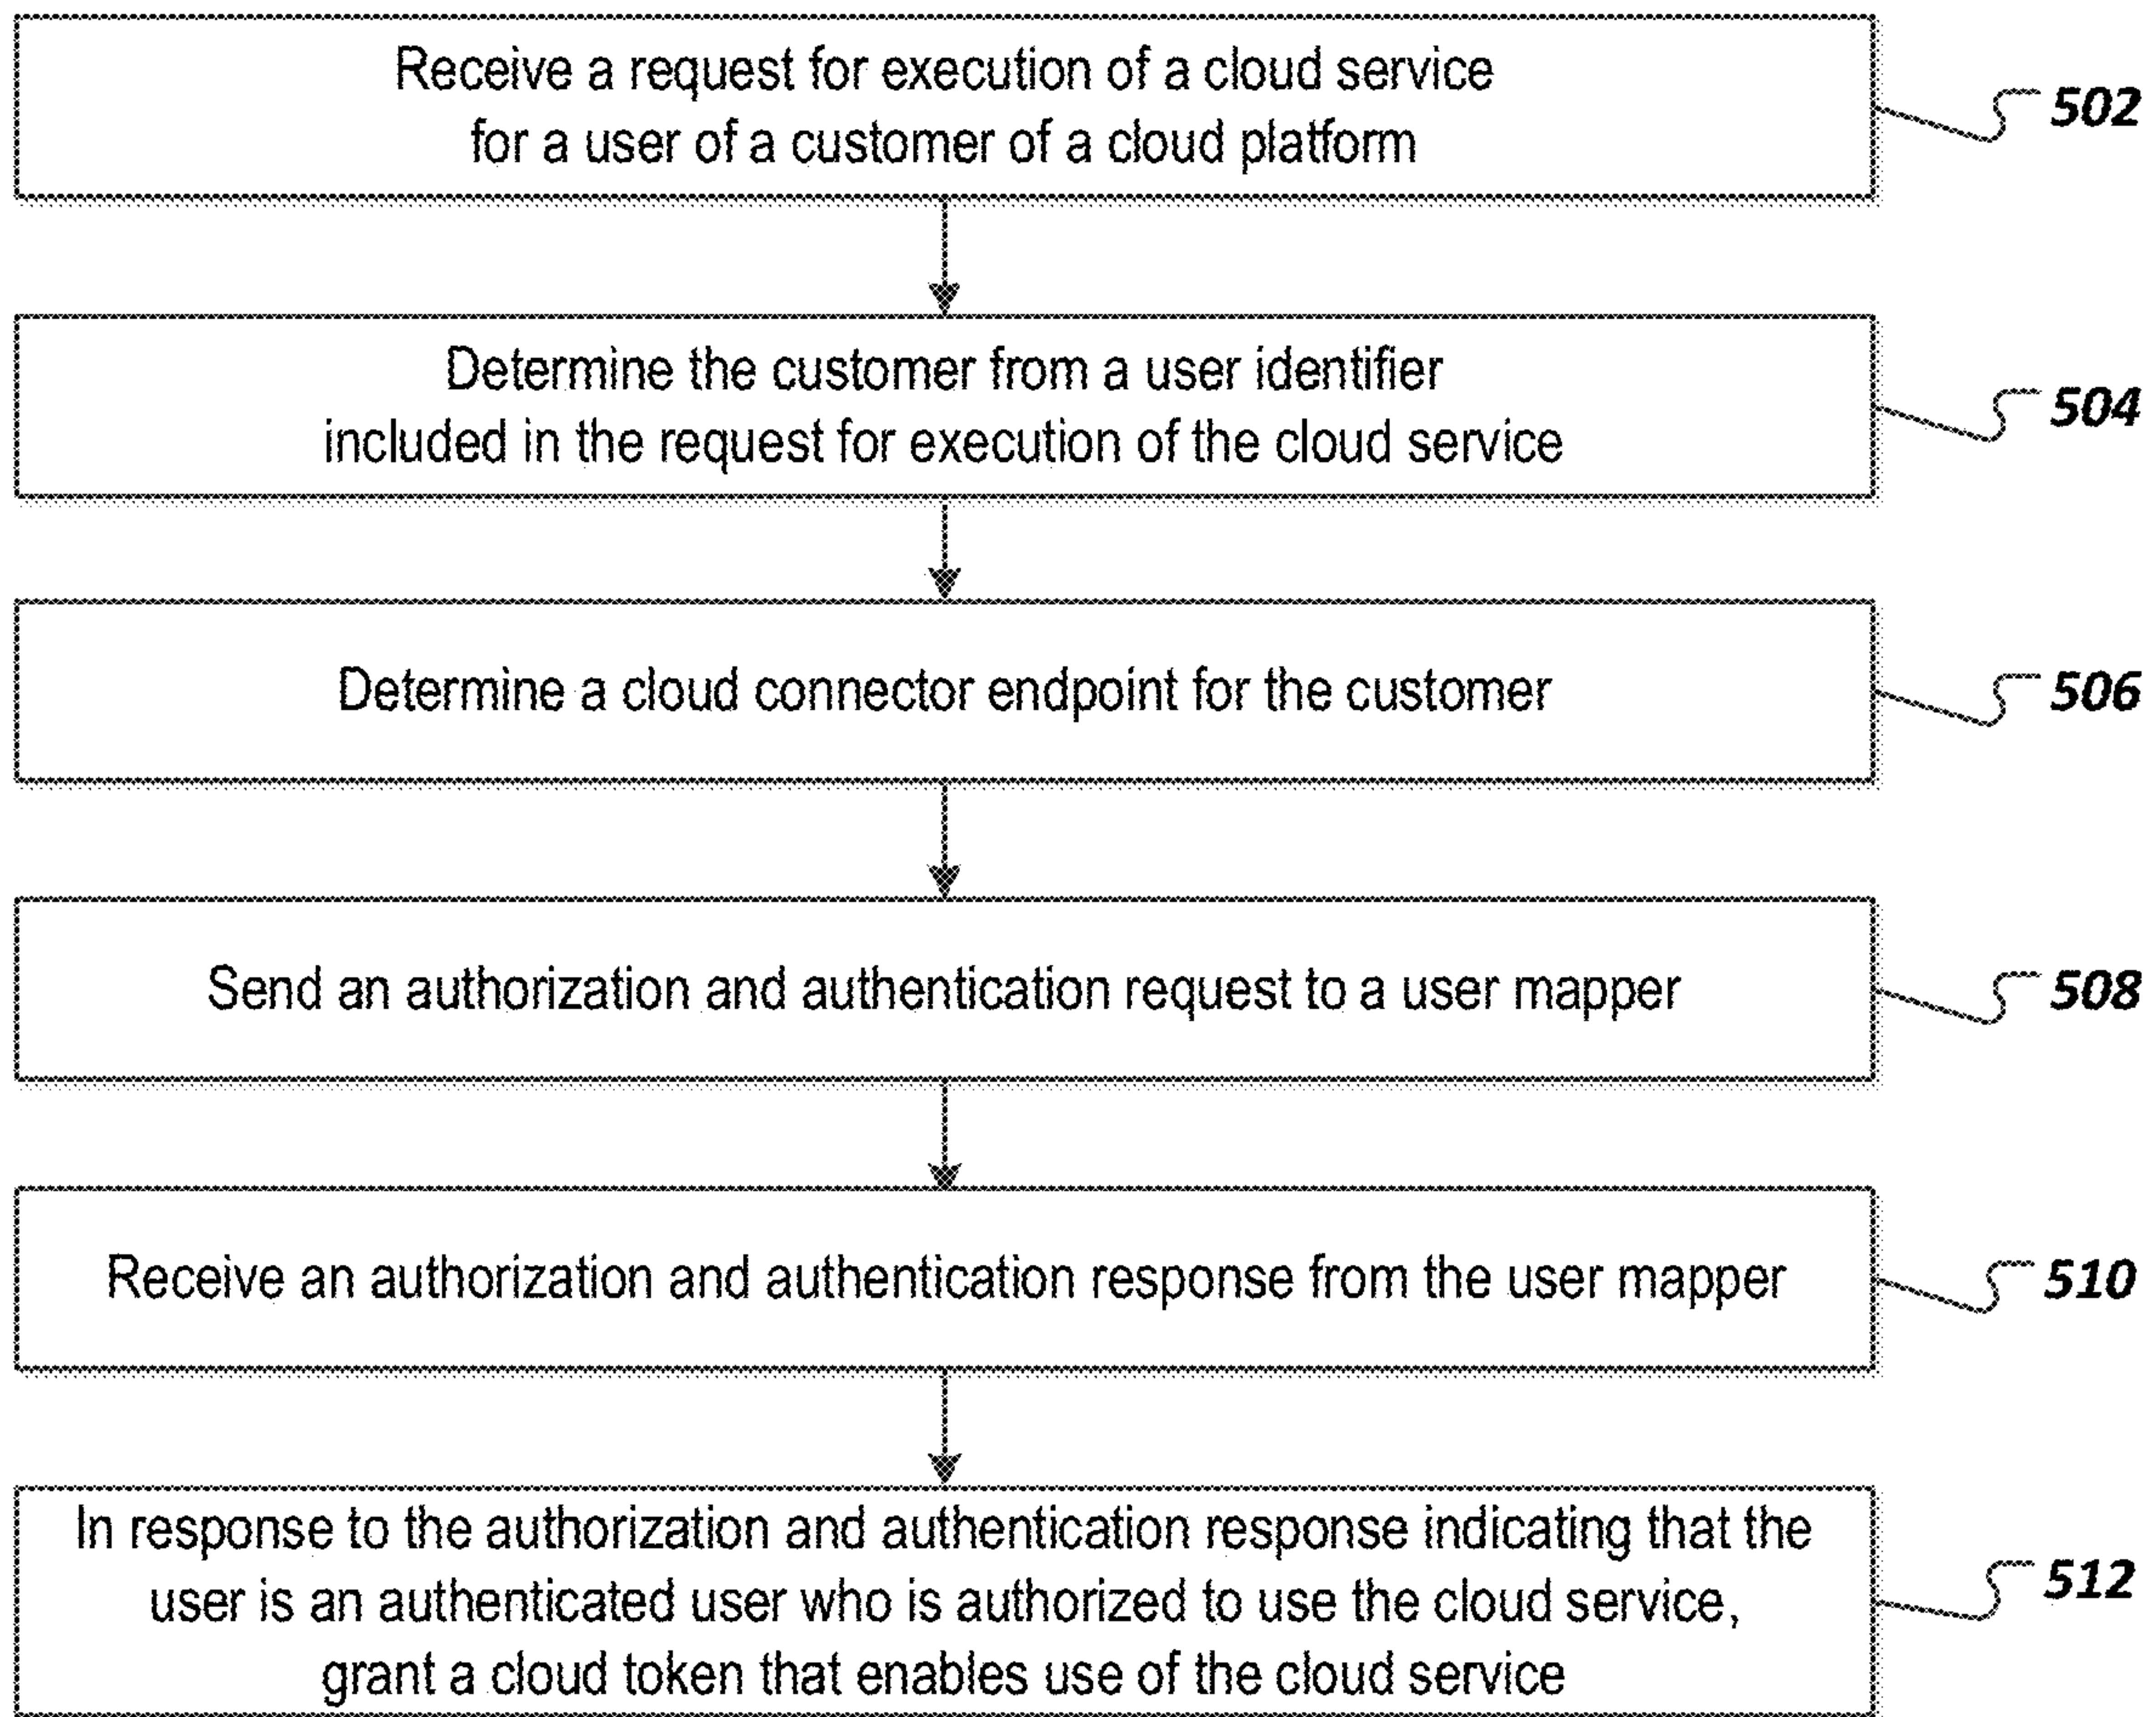 Receive a request for execution of a cloud service
for a user of a customer of a cloud platform
502
Determine the customer from a user identifier
included in the request for execution of the cloud service
504
Determine a cloud connector endpoint for the customer
506
Send an authorization and authentication request to a user mapper
508
Receive an authorization and authentication response from the user mapper
510
In response to the authorization and authentication response indicating that the
user is an authenticated user who is authorized to use the cloud service,
grant a cloud token that enables use of the cloud service
512